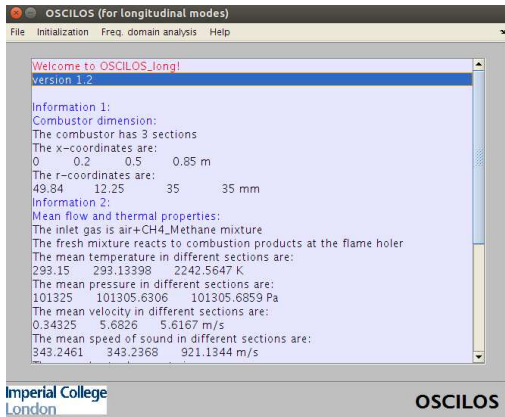 OSCILOS (for longitudinal modes)
File Initialization Freq. domain analysis Help
Welcome to OSCILOS_long!
version 1.2
Information 1:
Combustor dimension:
The combustor has 3 sections
The x-coordinates are:
0 0.2 0.5 0.85 m
The r-coordinates are:
49.84 12.25 35 35 mm
Information 2:
Mean flow and thermal properties:
The inlet gas is air+CH4_Methane mixture
The fresh mixture reacts to combustion products at the flame holer
The mean temperature in different sections are:
293.15 293.13398 2242.5647 K
The mean pressure in different sections are:
101325 101305.6306 101305.6859 Pa
The mean velocity in different sections are:
0.34325 5.6826 5.6167 m/s
The mean speed of sound in different sections are:
343.2461 343.2368 921.1344 m/s
Imperial College
London
OSCILOS